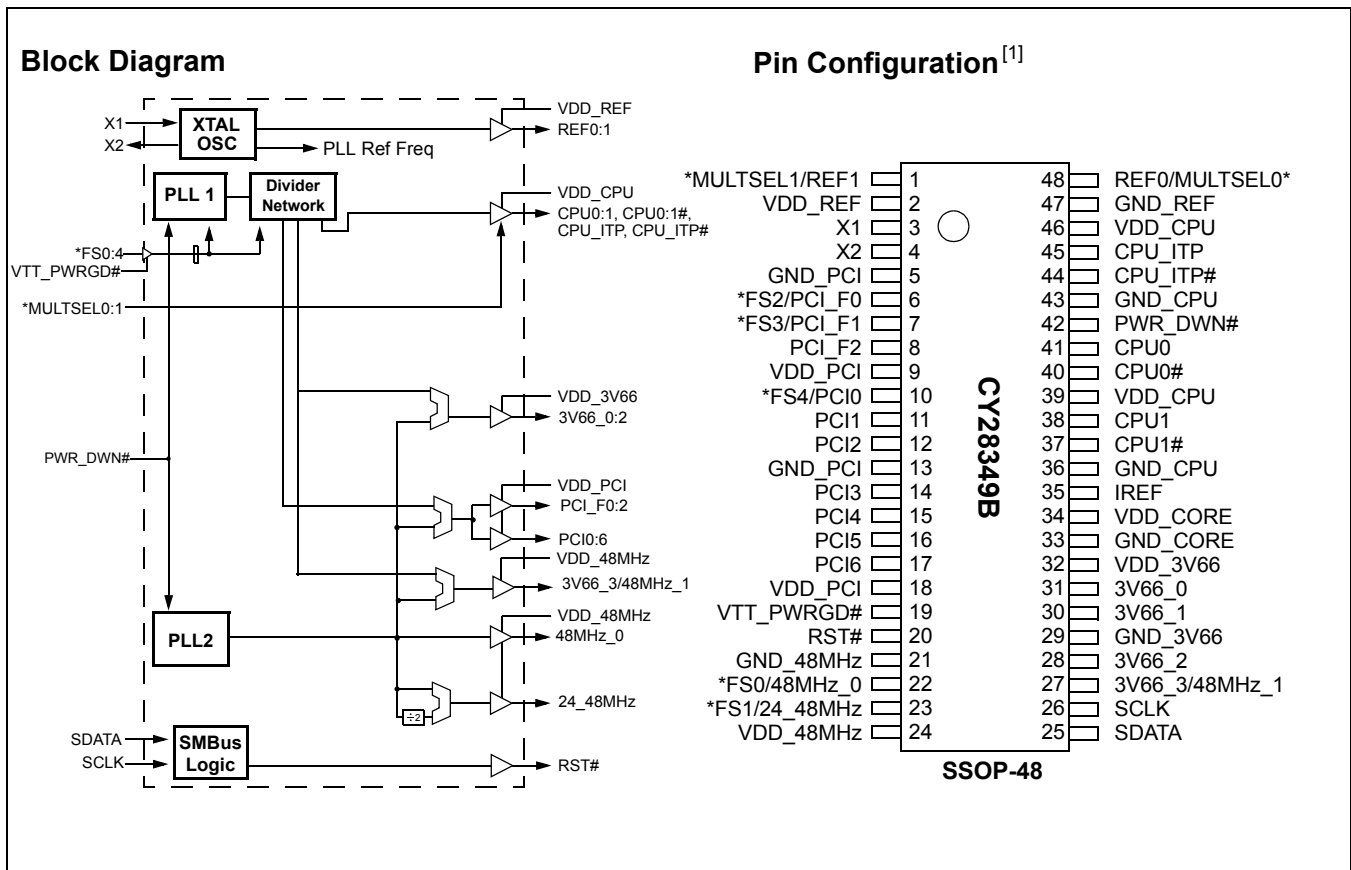 Block Diagram
X1
X2
XTAL
OSC
PLL Ref Freq
VDD_REF
REF0:1
PLL 1
Divider
Network
VDD_CPU
CPU0:1, CPU0:1#,
CPU_ITP, CPU_ITP#
*FS0:4
VTT_PWRGD#
*MULTSEL0:1
VDD_3V66
3V66_0:2
PWR_DWN#
VDD_PCI
PCI_F0:2
PCI0:6
VDD_48MHz
3V66_3/48MHz_1
VDD_48MHz
PLL2
48MHz_0
÷2
24_48MHz
SDATA
SCLK
SMBus
Logic
RST#
Pin Configuration[1]
*MULTSEL1/REF1 1
VDD_REF 2
X1 3
X2 4
GND_PCI 5
*FS2/PCI_F0 6
*FS3/PCI_F1 7
PCI_F2 8
VDD_PCI 9
*FS4/PCI0 10
PCI1 11
PCI2 12
GND_PCI 13
PCI3 14
PCI4 15
PCI5 16
PCI6 17
VDD_PCI 18
VTT_PWRGD# 19
RST# 20
GND_48MHz 21
*FS0/48MHz_0 22
*FS1/24_48MHz 23
VDD_48MHz 24
CY28349B
48 REF0/MULTSEL0*
47 GND_REF
46 VDD_CPU
45 CPU_ITP
44 CPU_ITP#
43 GND_CPU
42 PWR_DWN#
41 CPU0
40 CPU0#
39 VDD_CPU
38 CPU1
37 CPU1#
36 GND_CPU
35 IREF
34 VDD_CORE
33 GND_CORE
32 VDD_3V66
31 3V66_0
30 3V66_1
29 GND_3V66
28 3V66_2
27 3V66_3/48MHz_1
26 SCLK
25 SDATA
SSOP-48